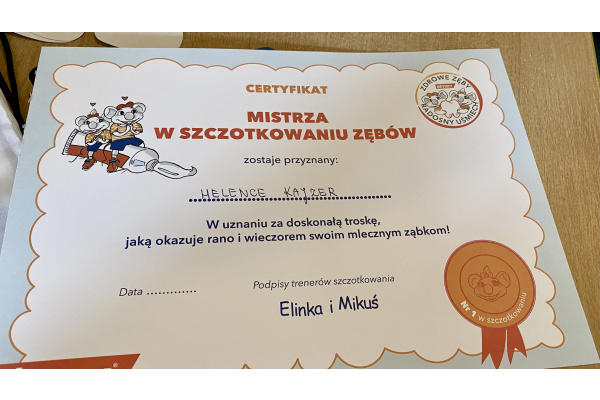 CERTYFIKAT
MISTRZA
W SZCZOTKOWANIU ZĘBÓW
zostaje przyznany:
HELENCE KAYZER
W uznaniu za doskonałą troskę,
jaką okazuje rano i wieczorem swoim mlecznym ząbkom!
Data .............
Podpisy trenerów szczotkowania
Elinka i Mikuś
ZDROWE ZĘBY
RADOSNY UŚMIECH
Nr 1 w szczotkowaniu